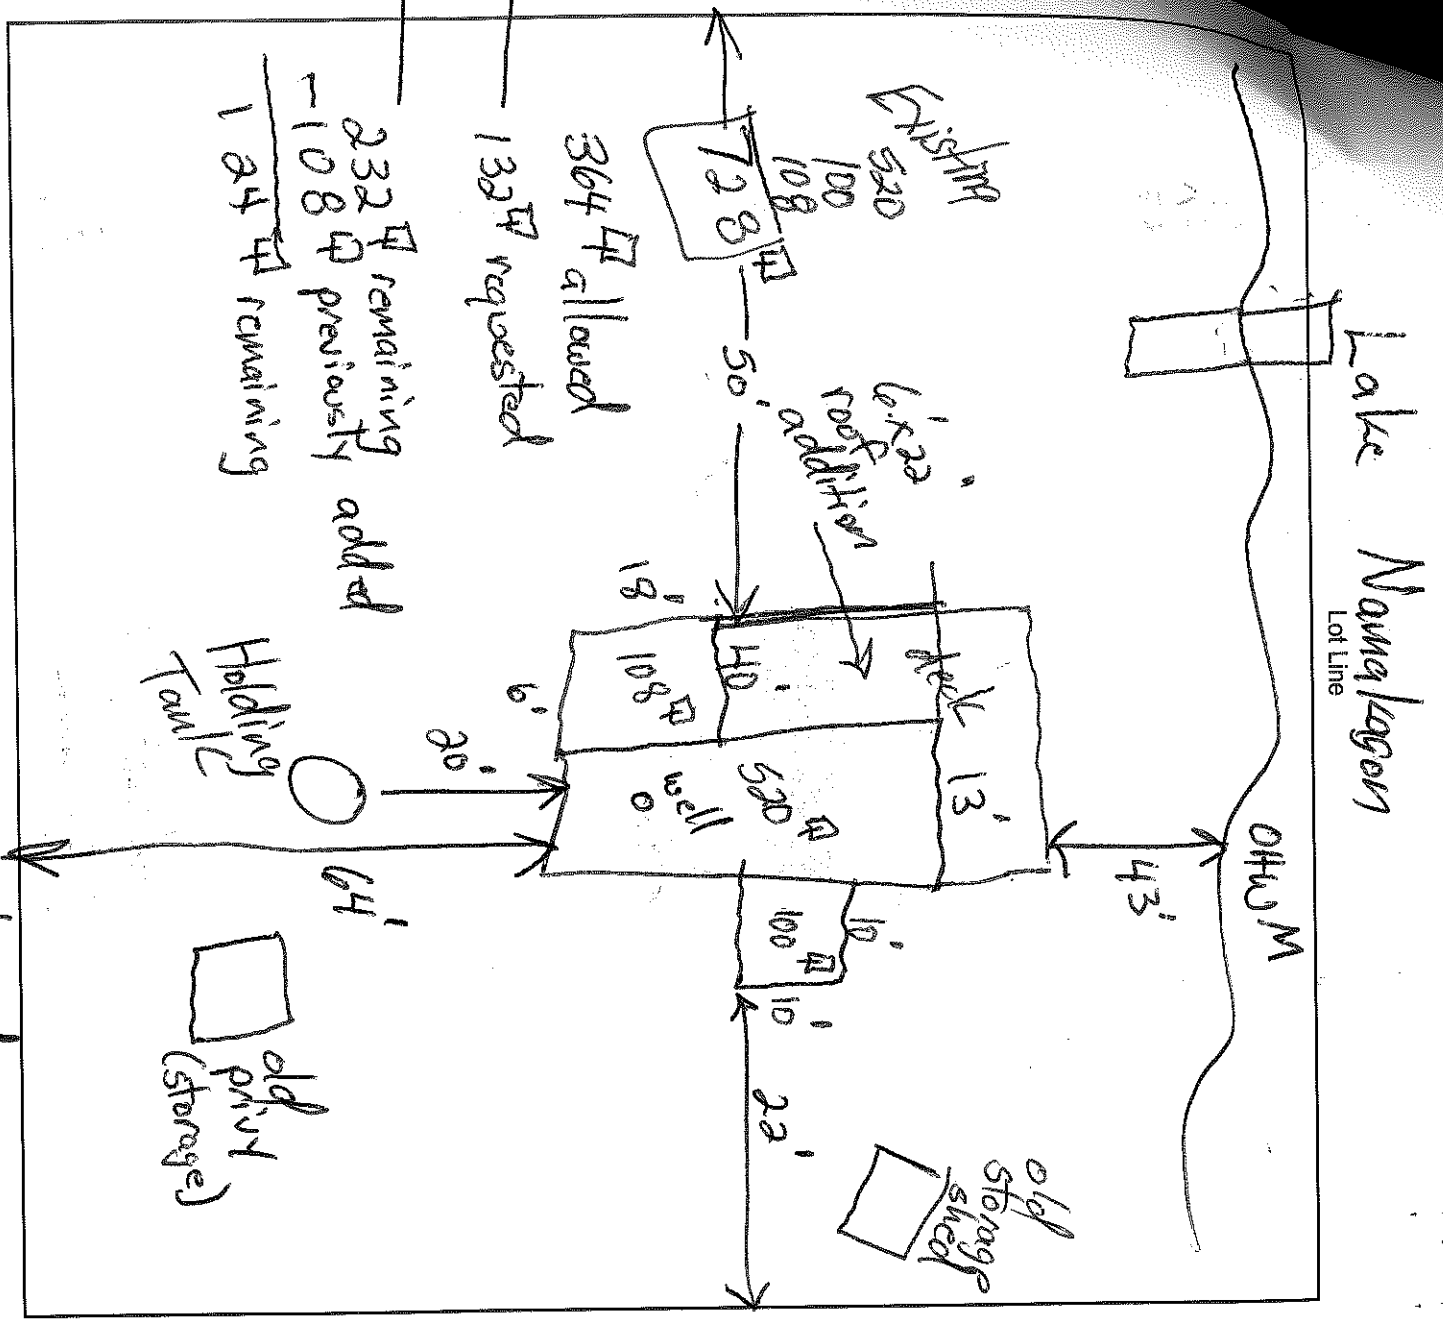 Lake Namakagon
Lot Line
OHWM
43'
Existing
520
100
108
728 ⏍
50'
6'x22'
roof
addition
364 ⏍ allowed
132 ⏍ requested
232 ⏍ remaining
-108 ⏍ previously added
124 ⏍ remaining
deck
13'
40'
18'
108 ⏍
6'
520 ⏍
well
10'
100 ⏍
10'
22'
20'
Holding
Tank
64'
old
storage
shed
old
privy
(storage)